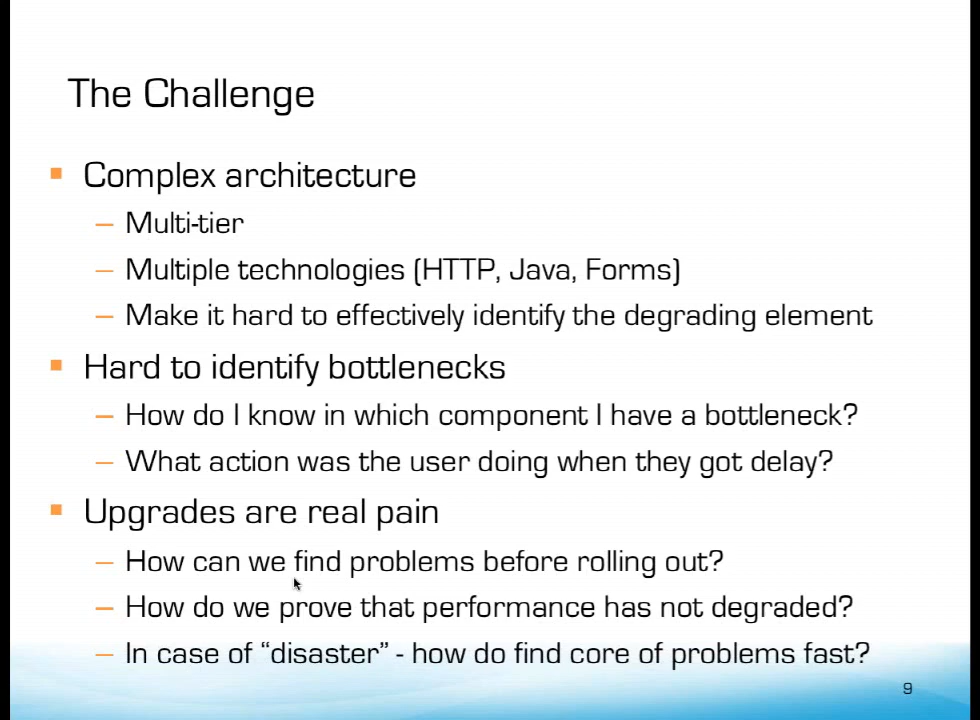 The Challenge
Complex architecture
– Multi-tier
– Multiple technologies (HTTP, Java, Forms)
– Make it hard to effectively identify the degrading element
Hard to identify bottlenecks
– How do I know in which component I have a bottleneck?
– What action was the user doing when they got delay?
Upgrades are real pain
– How can we find problems before rolling out?
– How do we prove that performance has not degraded?
– In case of “disaster” - how do find core of problems fast?
9